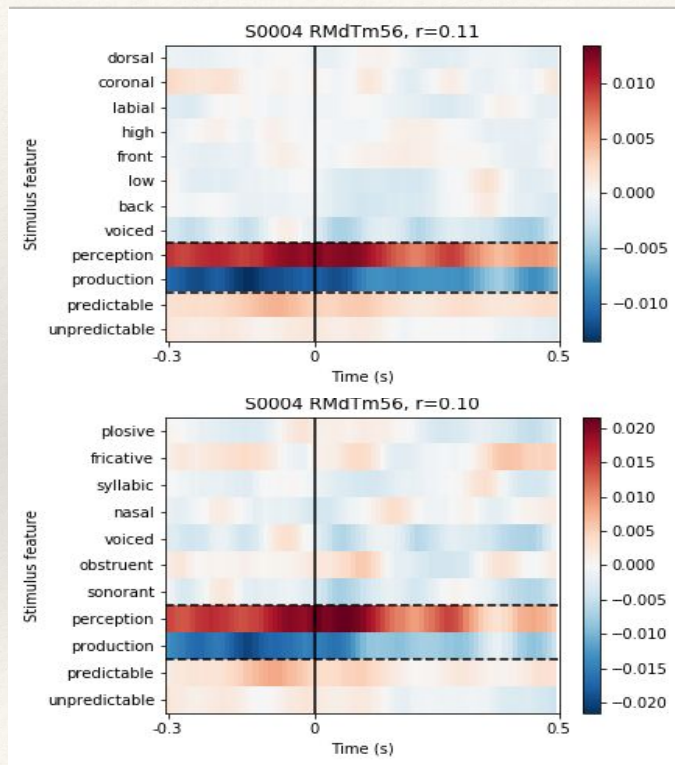 S0004 RMdTm56, r=0.11
Stimulus feature
dorsal
coronal
labial
high
front
low
back
voiced
perception
production
predictable
unpredictable
-0.3
0
0.5
Time (s)
0.010
0.005
0.000
−0.005
−0.010
S0004 RMdTm56, r=0.10
Stimulus feature
plosive
fricative
syllabic
nasal
voiced
obstruent
sonorant
perception
production
predictable
unpredictable
-0.3
0
0.5
Time (s)
0.020
0.015
0.010
0.005
0.000
−0.005
−0.010
−0.015
−0.020